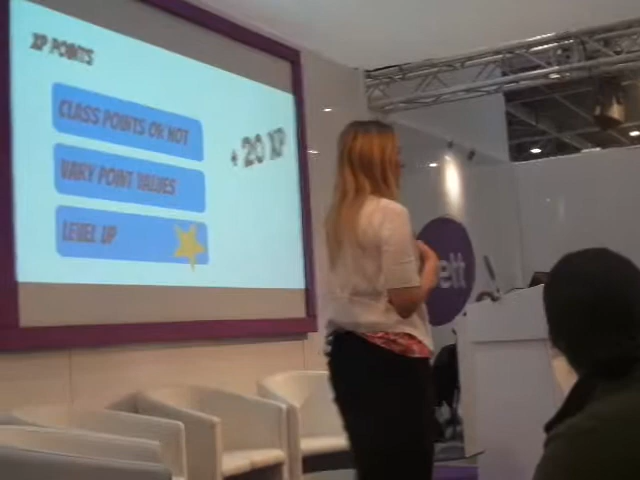 XP POINTS
CLASS POINTS OR NOT
+ 20 XP
VARY POINT VALUES
LEVEL UP
ett